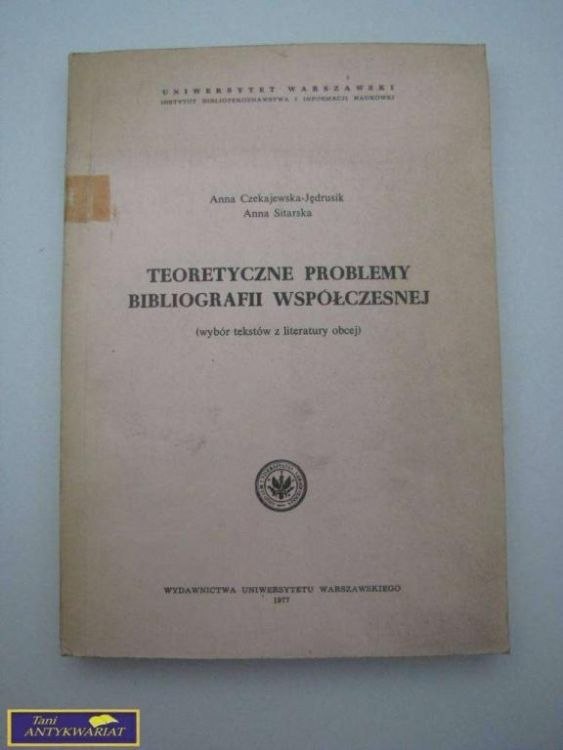 UNIWERSYTET WARSZAWSKI
INSTYTUT BIBLIOTEKOZNAWSTWA I INFORMACJI NAUKOWEJ
Anna Czekajewska-Jędrusik
Anna Sitarska
TEORETYCZNE PROBLEMY
BIBLIOGRAFII WSPÓŁCZESNEJ
(wybór tekstów z literatury obcej)
WYDAWNICTWA UNIWERSYTETU WARSZAWSKIEGO
1977
Tani
ANTYKWARIAT